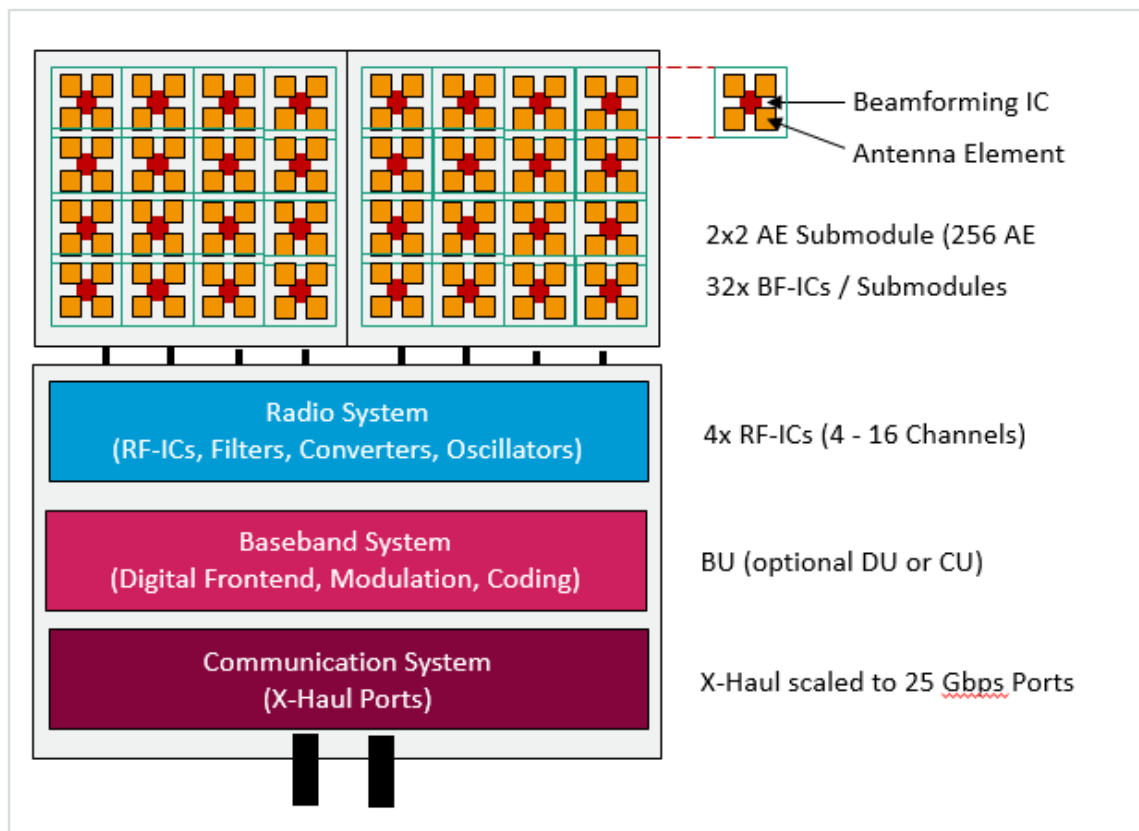 Beamforming IC
Antenna Element
2x2 AE Submodule (256 AE
32x BF-ICs / Submodules
Radio System
(RF-ICs, Filters, Converters, Oscillators)
4x RF-ICs (4 - 16 Channels)
Baseband System
(Digital Frontend, Modulation, Coding)
BU (optional DU or CU)
Communication System
(X-Haul Ports)
X-Haul scaled to 25 Gbps Ports